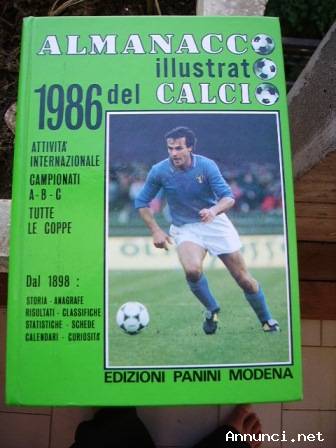 ALMANACCO
illustrato
1986 del CALCIO
ATTIVITÀ
INTERNAZIONALE
CAMPIONATI
A-B-C
TUTTE
LE COPPE
Dal 1898 :
STORIA - ANAGRAFE
RISULTATI - CLASSIFICHE
STATISTICHE - SCHEDE
CALENDARI - CURIOSITÀ
EDIZIONI PANINI MODENA
Annunci.net